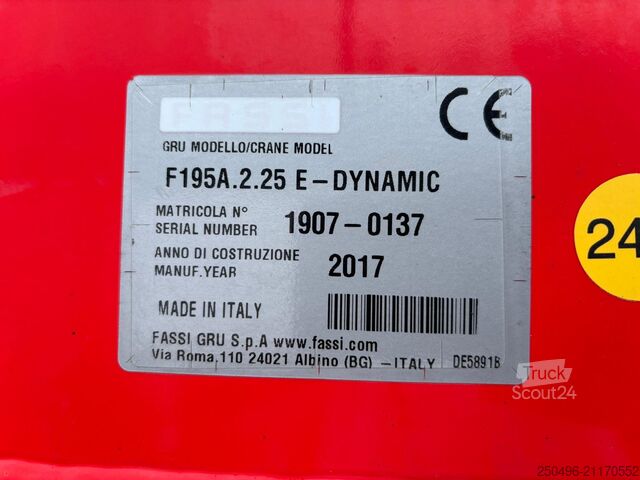 FASSI
CE
GRU MODELLO/CRANE MODEL
F195A.2.25 E-DYNAMIC
MATRICOLA N°
SERIAL NUMBER 1907-0137
ANNO DI COSTRUZIONE
MANUF.YEAR 2017
24
MADE IN ITALY
FASSI GRU S.p.A www.fassi.com
Via Roma,110 24021 Albino (BG) -ITALY DE5891B
Truck
Scout24
250496-21170552